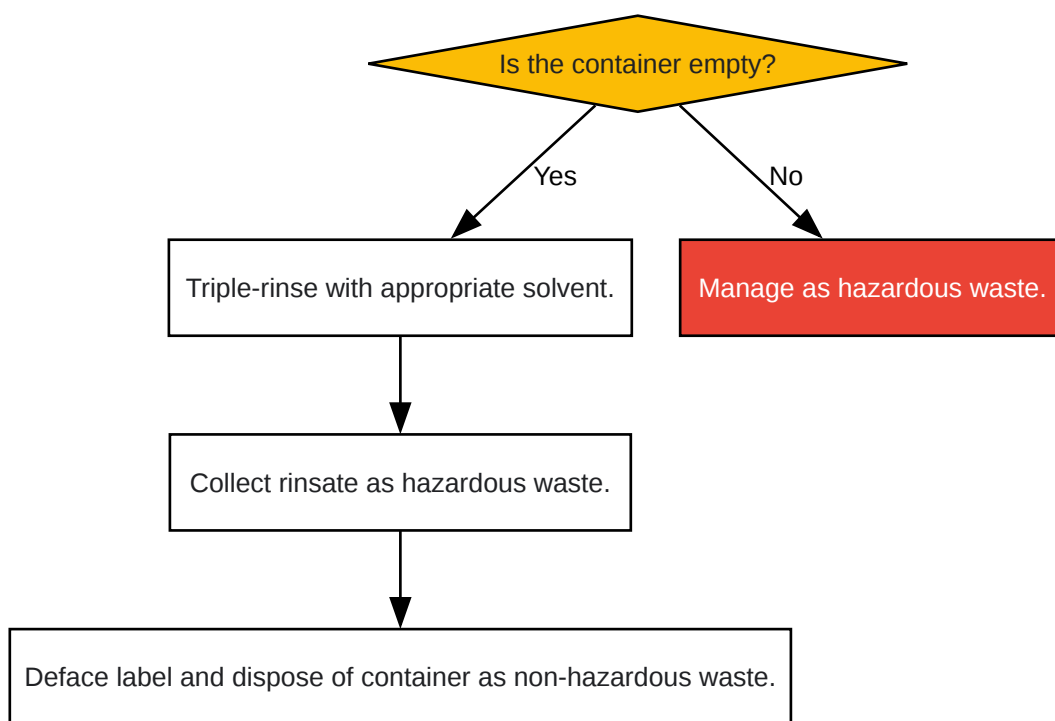 Is the container empty?
Yes
No
Triple-rinse with appropriate solvent.
Manage as hazardous waste.
Collect rinsate as hazardous waste.
Deface label and dispose of container as non-hazardous waste.